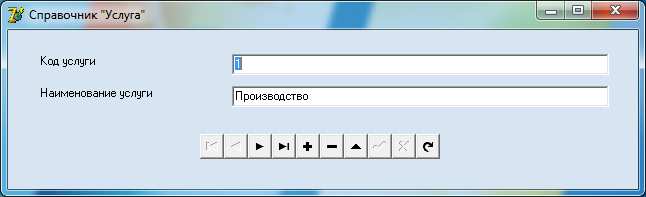 Справочник "Услуга"
Код услуги
1
Наименование услуги
Производство